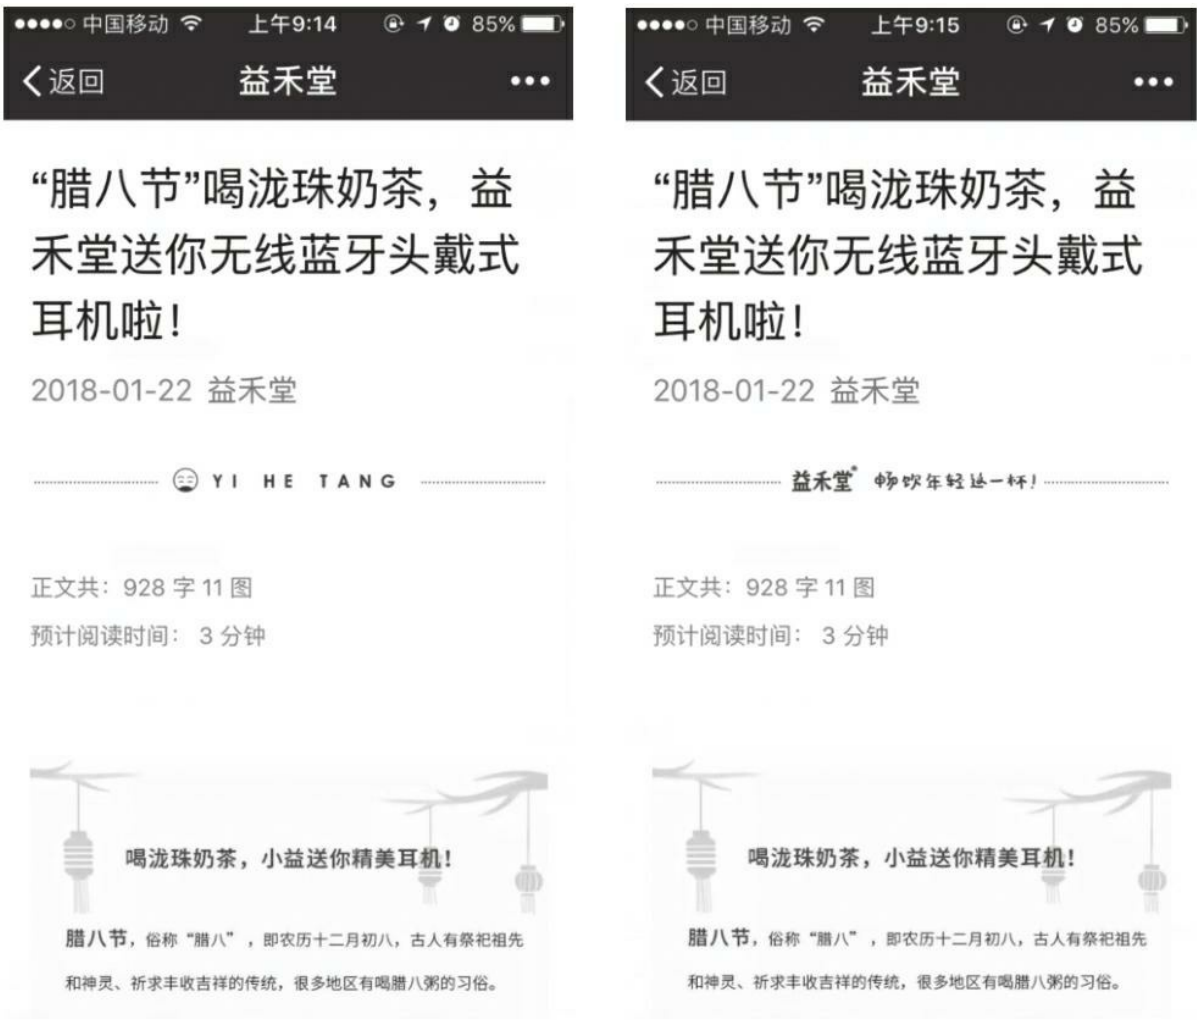 中国移动 上午9:14 85%
返回 益禾堂
“腊八节”喝泷珠奶茶，益
禾堂送你无线蓝牙头戴式
耳机啦！
2018-01-22 益禾堂
YI HE TANG
正文共：928 字 11 图
预计阅读时间： 3 分钟
喝泷珠奶茶，小益送你精美耳机！
腊八节，俗称“腊八”，即农历十二月初八，古人有祭祀祖先
和神灵、祈求丰收吉祥的传统，很多地区有喝腊八粥的习俗。
中国移动 上午9:15 85%
返回 益禾堂
“腊八节”喝泷珠奶茶，益
禾堂送你无线蓝牙头戴式
耳机啦！
2018-01-22 益禾堂
益禾堂 畅饮年轻这一杯！
正文共：928 字 11 图
预计阅读时间： 3 分钟
喝泷珠奶茶，小益送你精美耳机！
腊八节，俗称“腊八”，即农历十二月初八，古人有祭祀祖先
和神灵、祈求丰收吉祥的传统，很多地区有喝腊八粥的习俗。